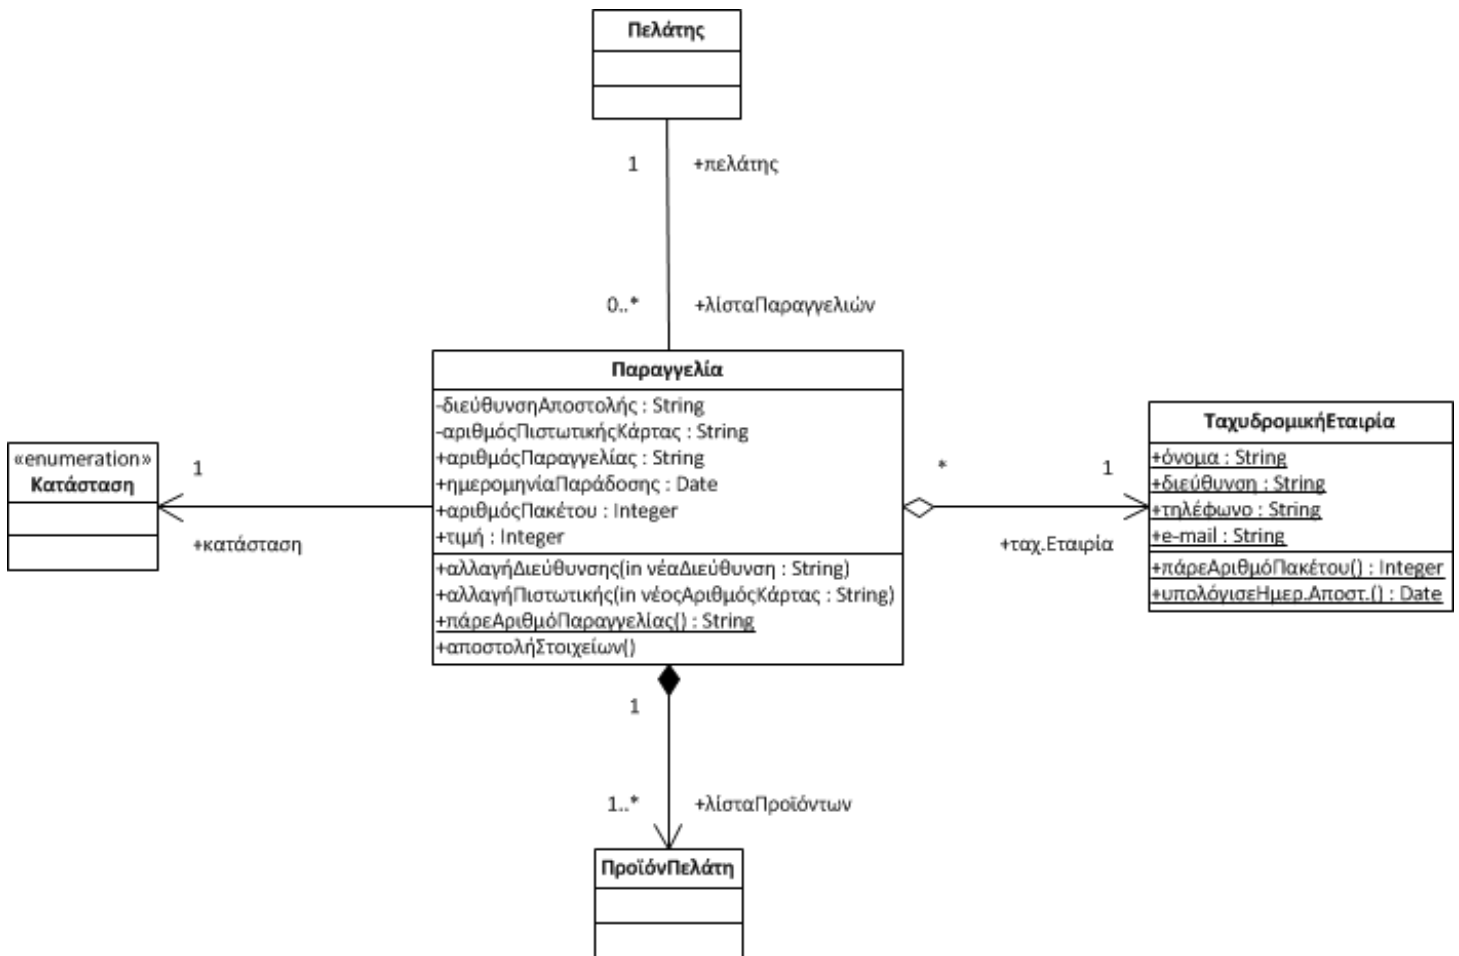 Πελάτης
1
+πελάτης
0..*
+λίσταΠαραγγελιών
Παραγγελία
-διεύθυνσηΑποστολής : String
-αριθμόςΠιστωτικήςΚάρτας : String
+αριθμόςΠαραγγελίας : String
+ημερομηνίαΠαράδοσης : Date
+αριθμόςΠακέτου : Integer
+τιμή : Integer
+αλλαγήΔιεύθυνσης(in νέαΔιεύθυνση : String)
+αλλαγήΠιστωτικής(in νέοςΑριθμόςΚάρτας : String)
+πάρεΑριθμόΠαραγγελίας() : String
+αποστολήΣτοιχείων()
«enumeration»
Κατάσταση
1
+κατάσταση
*
1
+ταχ.Εταιρία
ΤαχυδρομικήΕταιρία
+όνομα : String
+διεύθυνση : String
+τηλέφωνο : String
+e-mail : String
+πάρεΑριθμόΠακέτου() : Integer
+υπολόγισεΗμερ.Αποστ.() : Date
1
1..*
+λίσταΠροϊόντων
ΠροϊόνΠελάτη